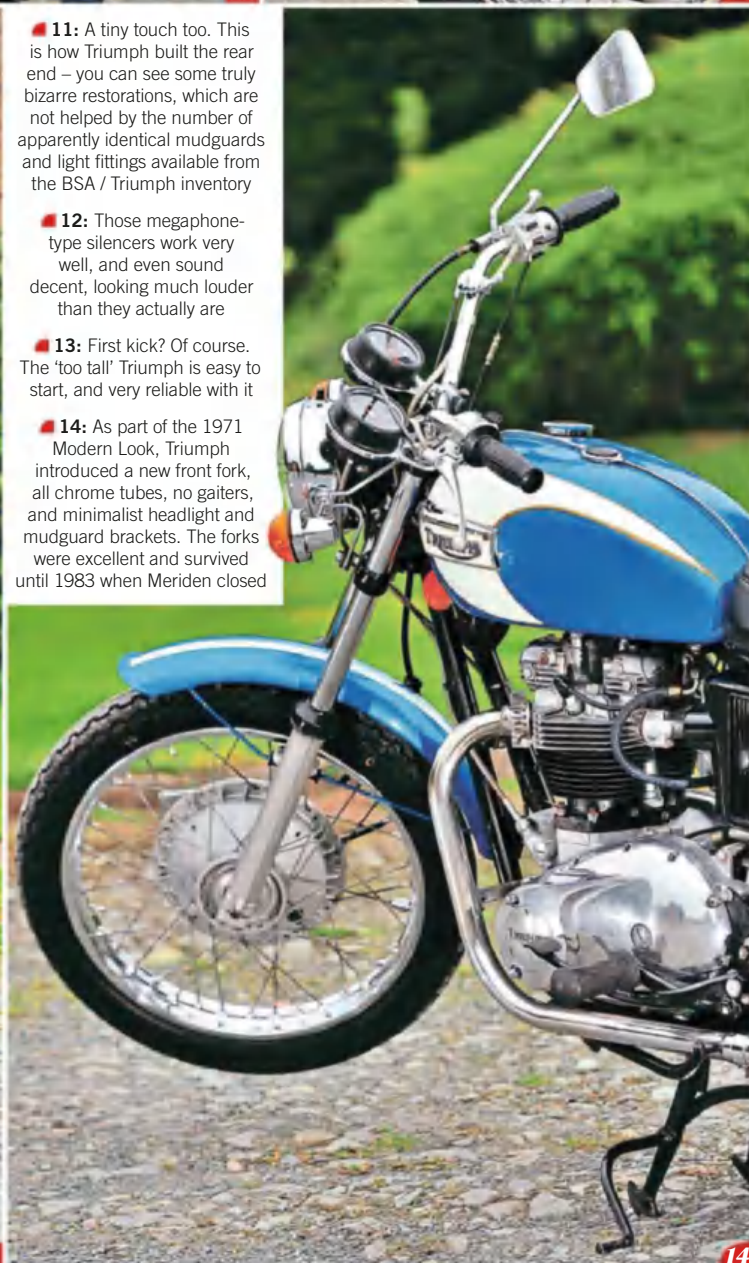 11: A tiny touch too. This
is how Triumph built the rear
end – you can see some truly
bizarre restorations, which are
not helped by the number of
apparently identical mudguards
and light fittings available from
the BSA / Triumph inventory
12: Those megaphone-
type silencers work very
well, and even sound
decent, looking much louder
than they actually are
13: First kick? Of course.
The ‘too tall’ Triumph is easy to
start, and very reliable with it
14: As part of the 1971
Modern Look, Triumph
introduced a new front fork,
all chrome tubes, no gaiters,
and minimalist headlight and
mudguard brackets. The forks
were excellent and survived
until 1983 when Meriden closed
TRIUMPH
TRIUMPH
14